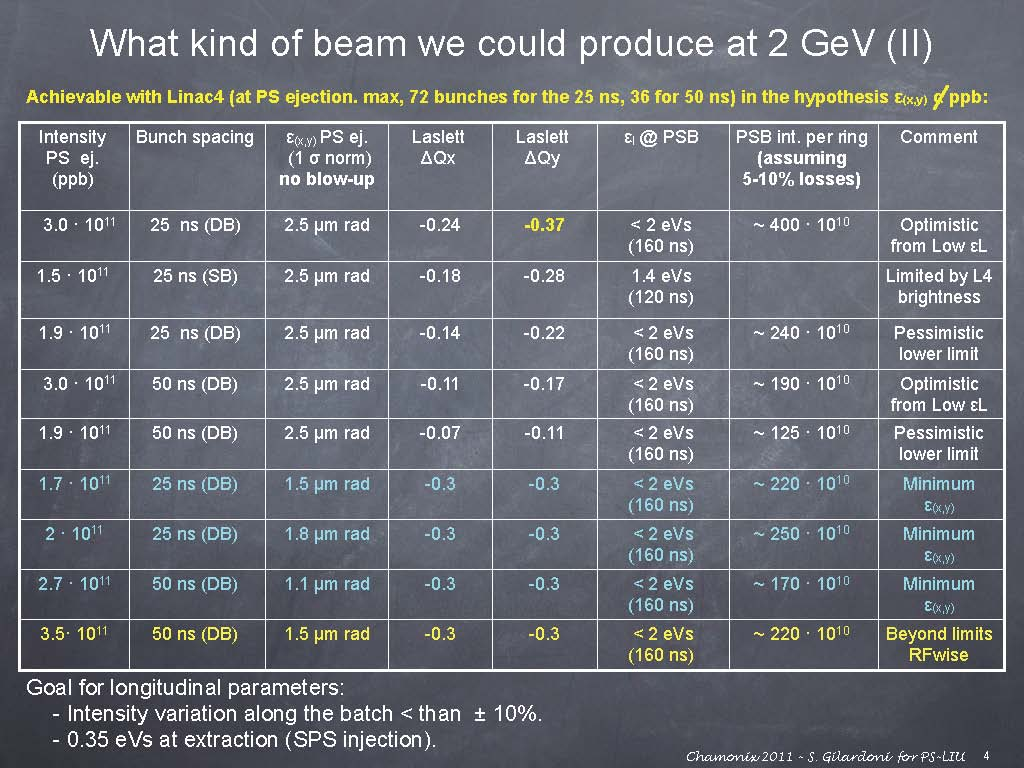 What kind of beam we could produce at 2 GeV (II)
Achievable with Linac4 (at PS ejection. max, 72 bunches for the 25 ns, 36 for 50 ns) in the hypothesis ε(x,y) ∝̸ ppb:
Intensity PS ej. (ppb) | Bunch spacing | ε(x,y) PS ej. (1 σ norm) no blow-up | Laslett ΔQx | Laslett ΔQy | εl @ PSB | PSB int. per ring (assuming 5-10% losses) | Comment
3.0 · 10¹¹ | 25 ns (DB) | 2.5 μm rad | -0.24 | -0.37 | < 2 eVs (160 ns) | ~ 400 · 10¹⁰ | Optimistic from Low εL
1.5 · 10¹¹ | 25 ns (SB) | 2.5 μm rad | -0.18 | -0.28 | 1.4 eVs (120 ns) | | Limited by L4 brightness
1.9 · 10¹¹ | 25 ns (DB) | 2.5 μm rad | -0.14 | -0.22 | < 2 eVs (160 ns) | ~ 240 · 10¹⁰ | Pessimistic lower limit
3.0 · 10¹¹ | 50 ns (DB) | 2.5 μm rad | -0.11 | -0.17 | < 2 eVs (160 ns) | ~ 190 · 10¹⁰ | Optimistic from Low εL
1.9 · 10¹¹ | 50 ns (DB) | 2.5 μm rad | -0.07 | -0.11 | < 2 eVs (160 ns) | ~ 125 · 10¹⁰ | Pessimistic lower limit
1.7 · 10¹¹ | 25 ns (DB) | 1.5 μm rad | -0.3 | -0.3 | < 2 eVs (160 ns) | ~ 220 · 10¹⁰ | Minimum ε(x,y)
2 · 10¹¹ | 25 ns (DB) | 1.8 μm rad | -0.3 | -0.3 | < 2 eVs (160 ns) | ~ 250 · 10¹⁰ | Minimum ε(x,y)
2.7 · 10¹¹ | 50 ns (DB) | 1.1 μm rad | -0.3 | -0.3 | < 2 eVs (160 ns) | ~ 170 · 10¹⁰ | Minimum ε(x,y)
3.5· 10¹¹ | 50 ns (DB) | 1.5 μm rad | -0.3 | -0.3 | < 2 eVs (160 ns) | ~ 220 · 10¹⁰ | Beyond limits RFwise
Goal for longitudinal parameters:
- Intensity variation along the batch < than ± 10%.
- 0.35 eVs at extraction (SPS injection).
Chamonix 2011 - S. Gilardoni for PS-LIU 4